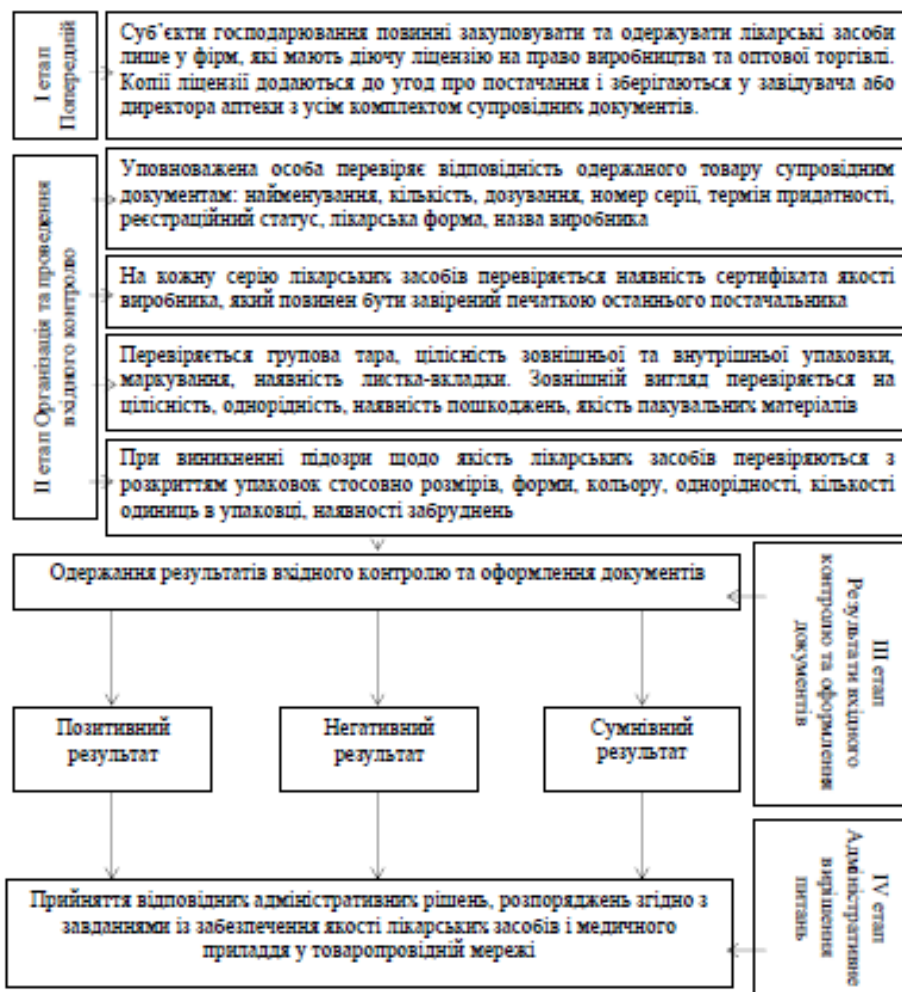 І етап
Попередній
Суб’єкти господарювання повинні закуповувати та одержувати лікарські засоби
лише у фірм, які мають діючу ліцензію на право виробництва та оптової торгівлі.
Копії ліцензії додаються до угод про постачання і зберігаються у завідувача або
директора аптеки з усім комплектом супровідних документів.
ІІ етап Організація та проведення
вхідного контролю
Уповноважена особа перевіряє відповідність одержаного товару супровідним
документам: найменування, кількість, дозування, номер серії, термін придатності,
реєстраційний статус, лікарська форма, назва виробника
На кожну серію лікарських засобів перевіряється наявність сертифіката якості
виробника, який повинен бути завірений печаткою останнього постачальника
Перевіряється групова тара, цілісність зовнішньої та внутрішньої упаковки,
маркування, наявність листка-вкладки. Зовнішній вигляд перевіряється на
цілісність, однорідність, наявність пошкоджень, якість пакувальних матеріалів
При виникненні підозри щодо якість лікарських засобів перевіряються з
розкриттям упаковок стосовно розмірів, форми, кольору, однорідності, кількості
одиниць в упаковці, наявності забруднень
Одержання результатів вхідного контролю та оформлення документів
ІІІ етап
Результати вхідного
контролю та оформлення
документів
Позитивний
результат
Негативний
результат
Сумнівний
результат
Прийняття відповідних адміністративних рішень, розпоряджень згідно з
завданнями із забезпечення якості лікарських засобів і медичного
приладдя у товаропровідній мережі
IV етап
Адміністративне
вирішення
питань